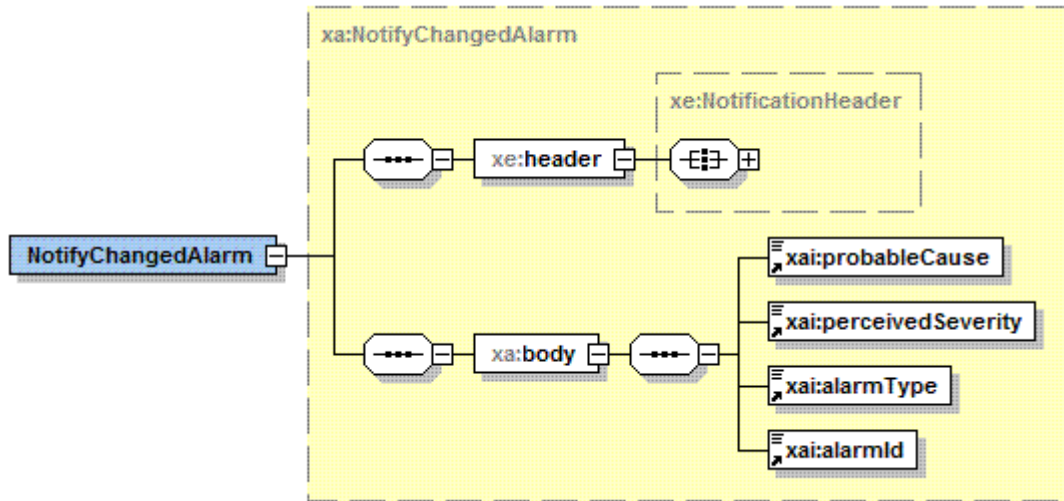 xa:NotifyChangedAlarm
xe:NotificationHeader
xe:header
NotifyChangedAlarm
xai:probableCause
xai:perceivedSeverity
xa:body
xai:alarmType
xai:alarmId